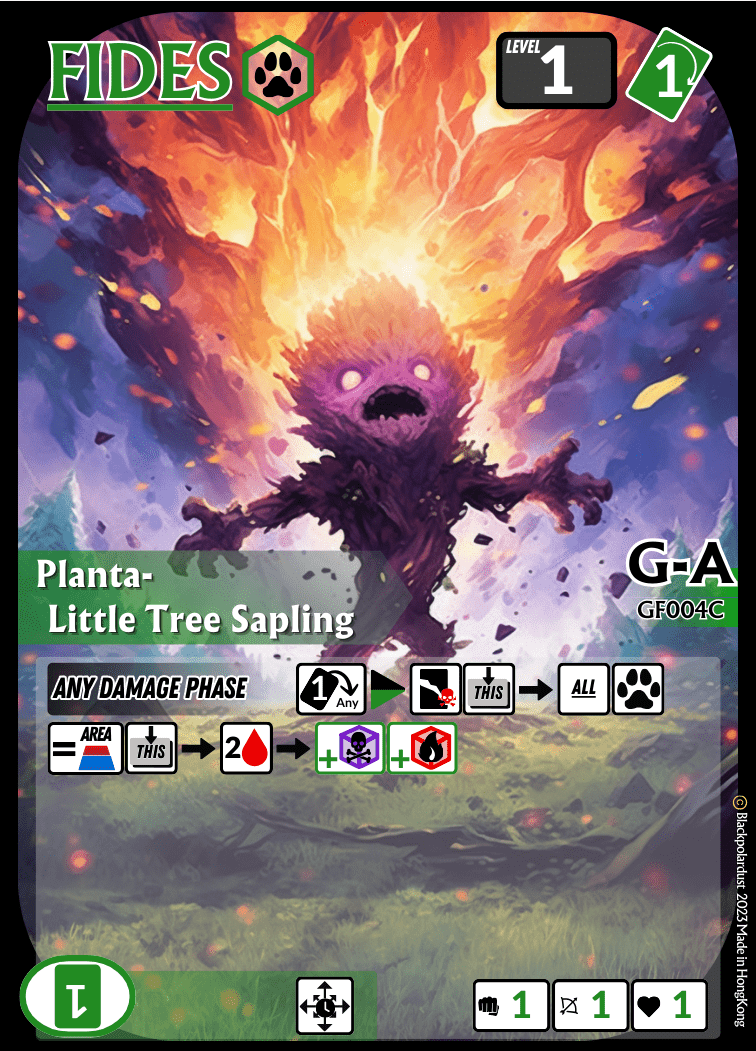 FIDES
LEVEL 1
1
Planta-
Little Tree Sapling
G-A
GF004C
ANY DAMAGE PHASE 1 Any THIS ALL
= AREA THIS 2 + +
© Blackpolardust 2023 Made in HongKong
1
1 1 1